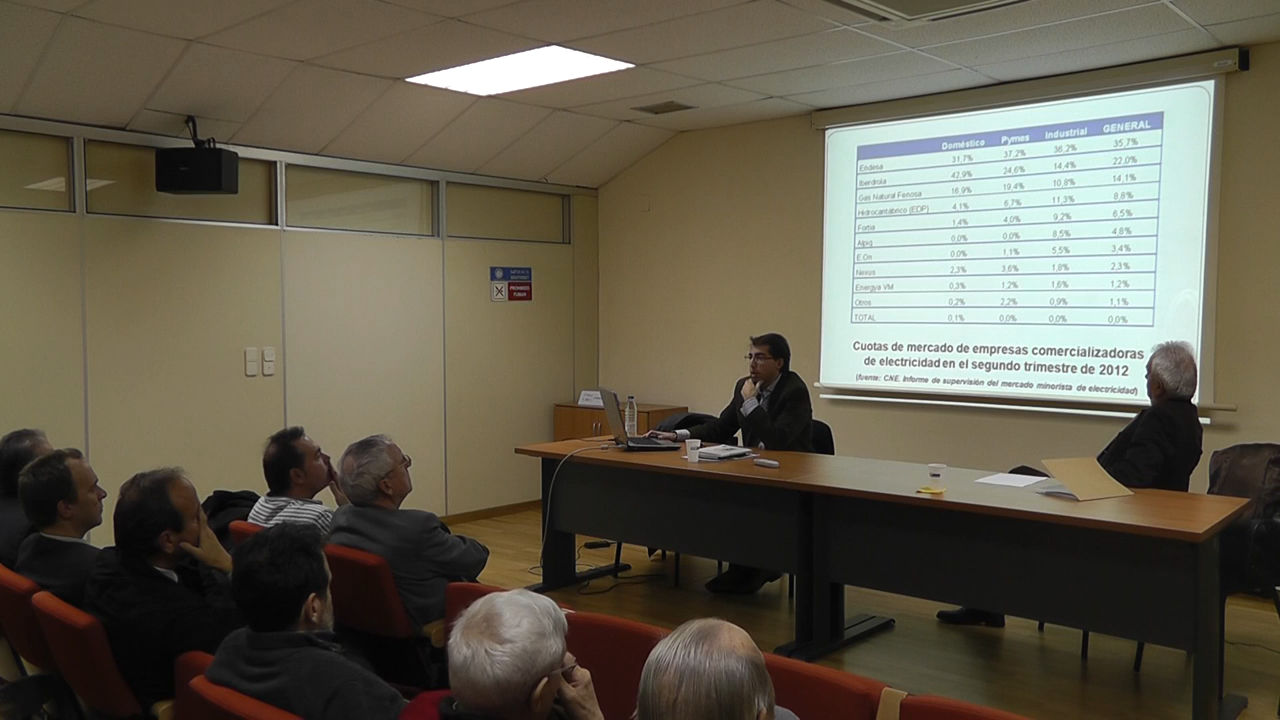 Doméstico Pymes Industrial GENERAL
Endesa 31,7% 37,2% 36,2% 35,7%
Iberdrola 42,9% 24,6% 14,4% 22,0%
Gas Natural Fenosa 16,9% 19,4% 10,8% 14,1%
Hidrocantábrico (EDP) 4,1% 6,7% 11,3% 8,8%
Fortia 1,4% 4,0% 9,2% 6,5%
Alpiq 0,0% 0,0% 8,5% 4,8%
E.On 0,0% 1,1% 5,5% 3,4%
Nexus 2,3% 3,6% 1,8% 2,3%
Energya VM 0,3% 1,2% 1,6% 1,2%
Otros 0,2% 2,2% 0,9% 1,1%
TOTAL 0,1% 0,0% 0,0% 0,0%
Cuotas de mercado de empresas comercializadoras
de electricidad en el segundo trimestre de 2012
(fuente: CNE. Informe de supervisión del mercado minorista de electricidad)
PROHIBIDO
FUMAR